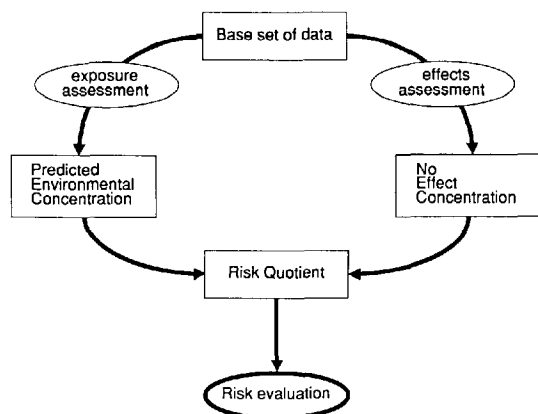 Base set of data
exposure
assessment
effects
assessment
Predicted
Environmental
Concentration
No
Effect
Concentration
Risk Quotient
Risk evaluation